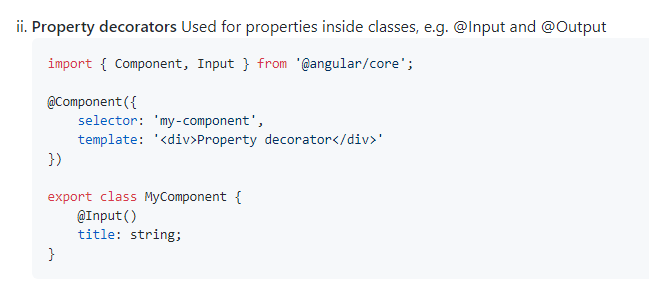 ii. Property decorators Used for properties inside classes, e.g. @Input and @Output
import { Component, Input } from '@angular/core';
@Component({
    selector: 'my-component',
    template: '<div>Property decorator</div>'
})
export class MyComponent {
    @Input()
    title: string;
}